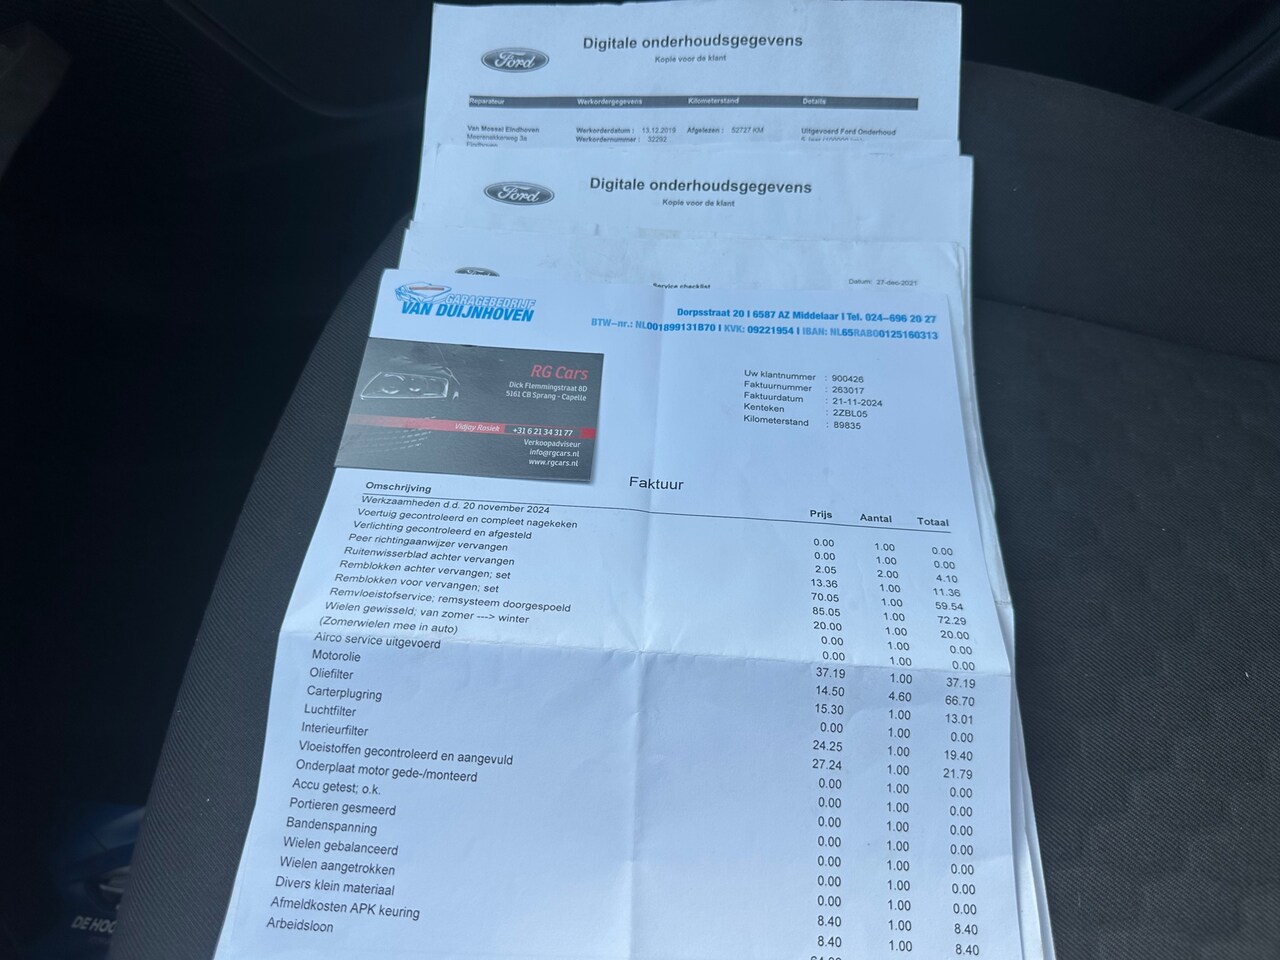 Ford
Digitale onderhoudsgegevens
Kopie voor de klant
Reparateur Werkordergegevens Kilometerstand Details
Van Mossel Eindhoven Werkorderdatum : 13.12.2019 Afgelezen : 52727 KM Uitgevoerd Ford Onderhoud
Meerenakkerweg 3a Werkordernummer : 32292
Eindhoven
Ford
Digitale onderhoudsgegevens
Kopie voor de klant
Ford
Service checklist
Datum: 27-dec-2021
GARAGEBEDRIJF
VAN DUIJNHOVEN
Dorpsstraat 20 I 6587 AZ Middelaar I Tel. 024-696 20 27
BTW-nr.: NL001899131B70 I KVK: 09221954 I IBAN: NL65RABO0125160313
RG Cars
Dick Flemmingstraat 8D
5161 CB Sprang - Capelle
Vidjay Rosiek +31 6 21 34 31 77
Verkoopadviseur
info@rgcars.nl
www.rgcars.nl
Uw klantnummer : 900426
Faktuurnummer : 263017
Faktuurdatum : 21-11-2024
Kenteken : 2ZBL05
Kilometerstand : 89835
Faktuur
Omschrijving Prijs Aantal Totaal
Werkzaamheden d.d. 20 november 2024
Voertuig gecontroleerd en compleet nagekeken 0.00 1.00 0.00
Verlichting gecontroleerd en afgesteld 0.00 1.00 0.00
Peer richtingaanwijzer vervangen 2.05 2.00 4.10
Ruitenwisserblad achter vervangen 13.36 1.00 11.36
Remblokken achter vervangen; set 70.05 1.00 59.54
Remblokken voor vervangen; set 85.05 1.00 72.29
Remvloeistofservice; remsysteem doorgespoeld 20.00 1.00 20.00
Wielen gewisseld; van zomer ---> winter 0.00 1.00 0.00
(Zomerwielen mee in auto) 0.00 1.00 0.00
Airco service uitgevoerd 37.19 1.00 37.19
Motorolie 14.50 4.60 66.70
Oliefilter 15.30 1.00 13.01
Carterplugring 0.00 1.00 0.00
Luchtfilter 24.25 1.00 19.40
Interieurfilter 27.24 1.00 21.79
Vloeistoffen gecontroleerd en aangevuld 0.00 1.00 0.00
Onderplaat motor gede-/monteerd 0.00 1.00 0.00
Accu getest; o.k. 0.00 1.00 0.00
Portieren gesmeerd 0.00 1.00 0.00
Bandenspanning 0.00 1.00 0.00
Wielen gebalanceerd 0.00 1.00 0.00
Wielen aangetrokken 0.00 1.00 0.00
Divers klein materiaal 8.40 1.00 8.40
Afmeldkosten APK keuring 8.40 1.00 8.40
Arbeidsloon
DE HOO